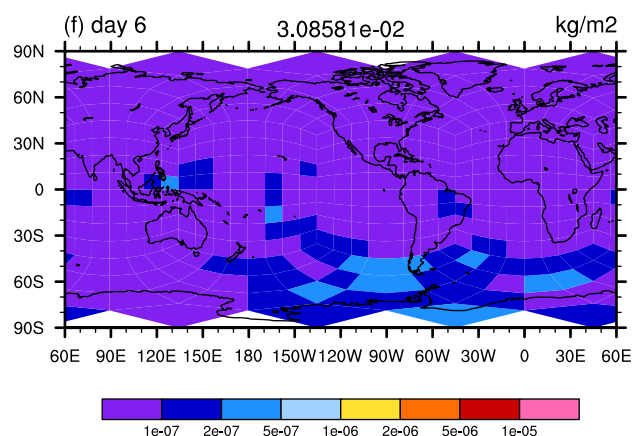 (f) day 6 3.08581e-02 kg/m2
90N
60N
30N
0
30S
60S
90S
60E 90E 120E 150E 180 150W 120W 90W 60W 30W 0 30E 60E
1e-07 2e-07 5e-07 1e-06 2e-06 5e-06 1e-05